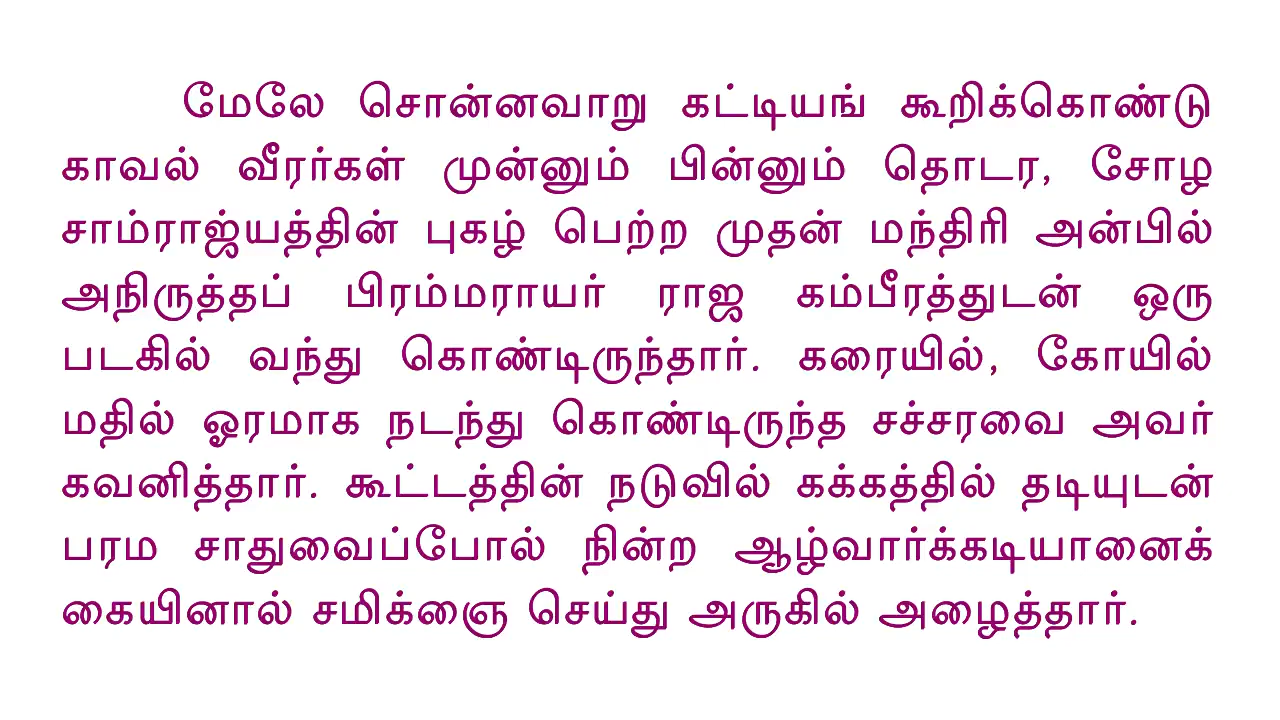 மேலே சொன்னவாறு கட்டியங் கூறிக்கொண்டு
காவல் வீரர்கள் முன்னும் பின்னும் தொடர, சோழ
சாம்ராஜ்யத்தின் புகழ் பெற்ற முதன் மந்திரி அன்பில்
அநிருத்தப் பிரம்மராயர் ராஜ கம்பீரத்துடன் ஒரு
படகில் வந்து கொண்டிருந்தார். கரையில், கோயில்
மதில் ஓரமாக நடந்து கொண்டிருந்த சச்சரவை அவர்
கவனித்தார். கூட்டத்தின் நடுவில் கக்கத்தில் தடியுடன்
பரம சாதுவைப்போல் நின்ற ஆழ்வார்க்கடியானைக்
கையினால் சமிக்ஞை செய்து அருகில் அழைத்தார்.